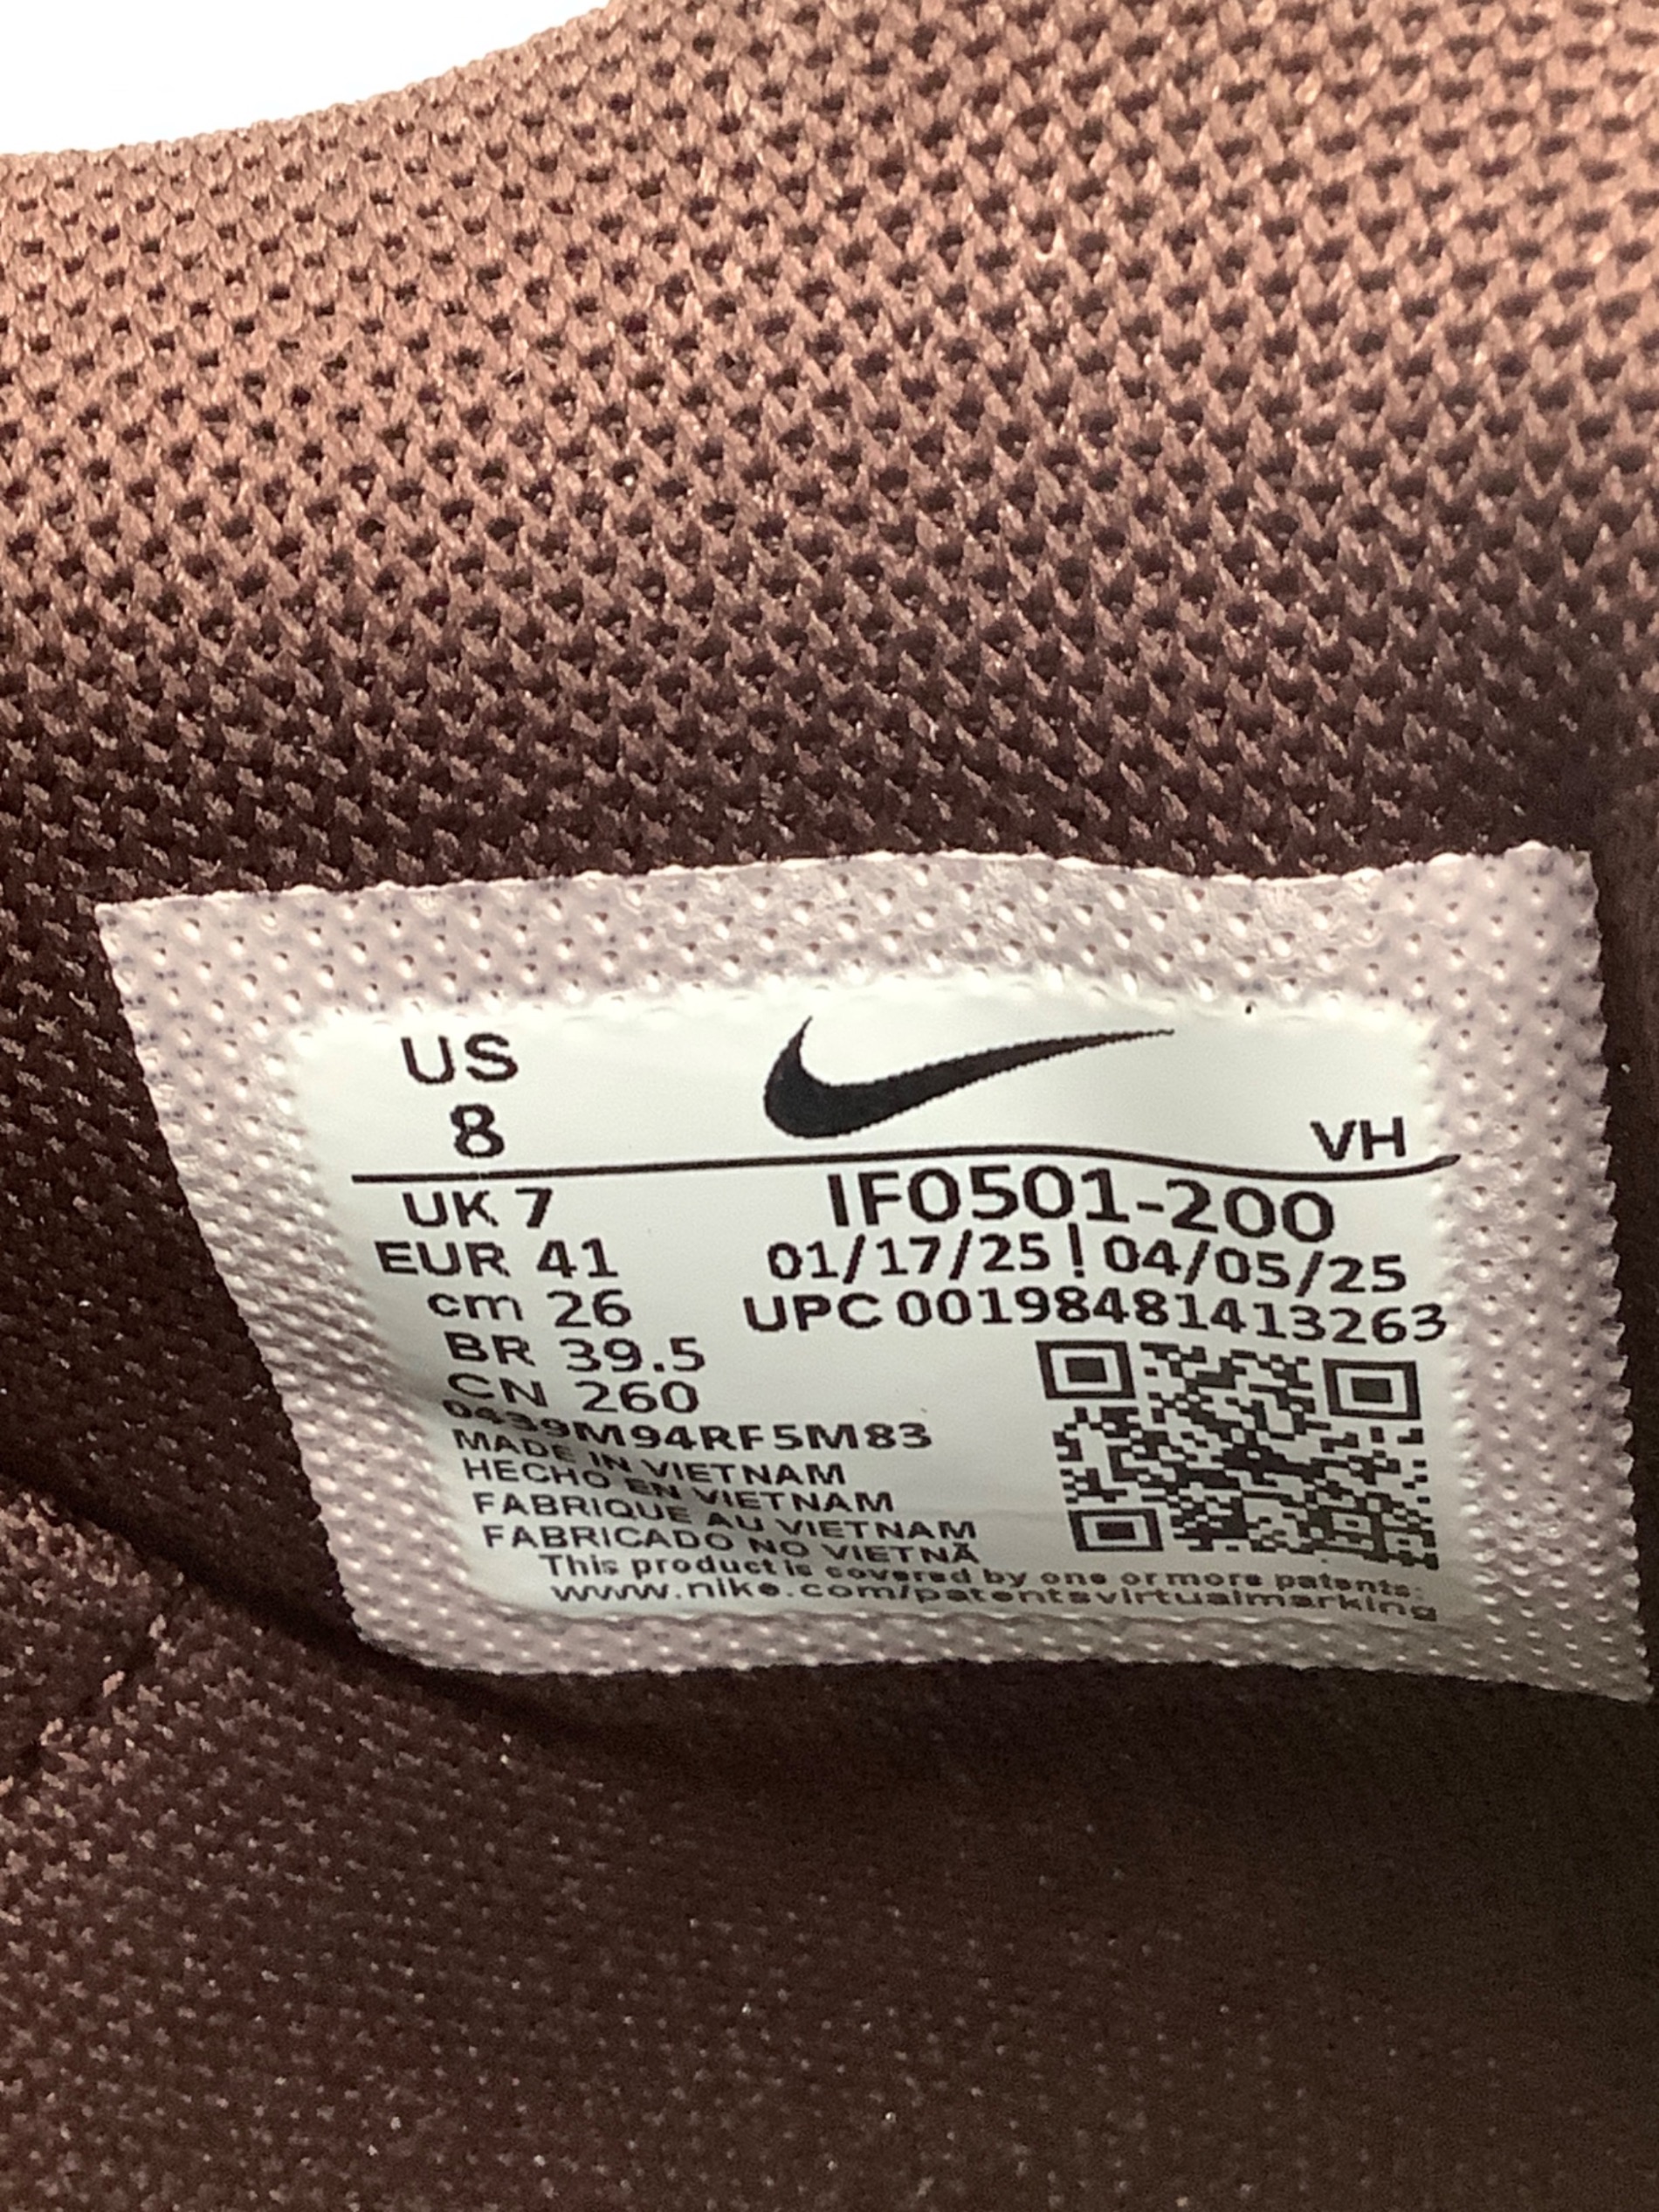 US
8
VH
UK 7
EUR 41
cm 26
BR 39.5
CN 260
IF0501-200
01/17/25 ! 04/05/25
UPC 00198481413263
0439M94RF5M83
MADE IN VIETNAM
HECHO EN VIETNAM
FABRIQUE AU VIETNAM
FABRICADO NO VIETNÃ
This product is covered by one or more patents:
www.nike.com/patentsvirtualmarking